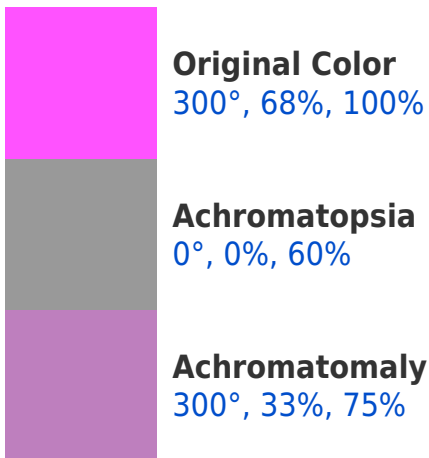 Original Color
300°, 68%, 100%
Achromatopsia
0°, 0%, 60%
Achromatomaly
300°, 33%, 75%